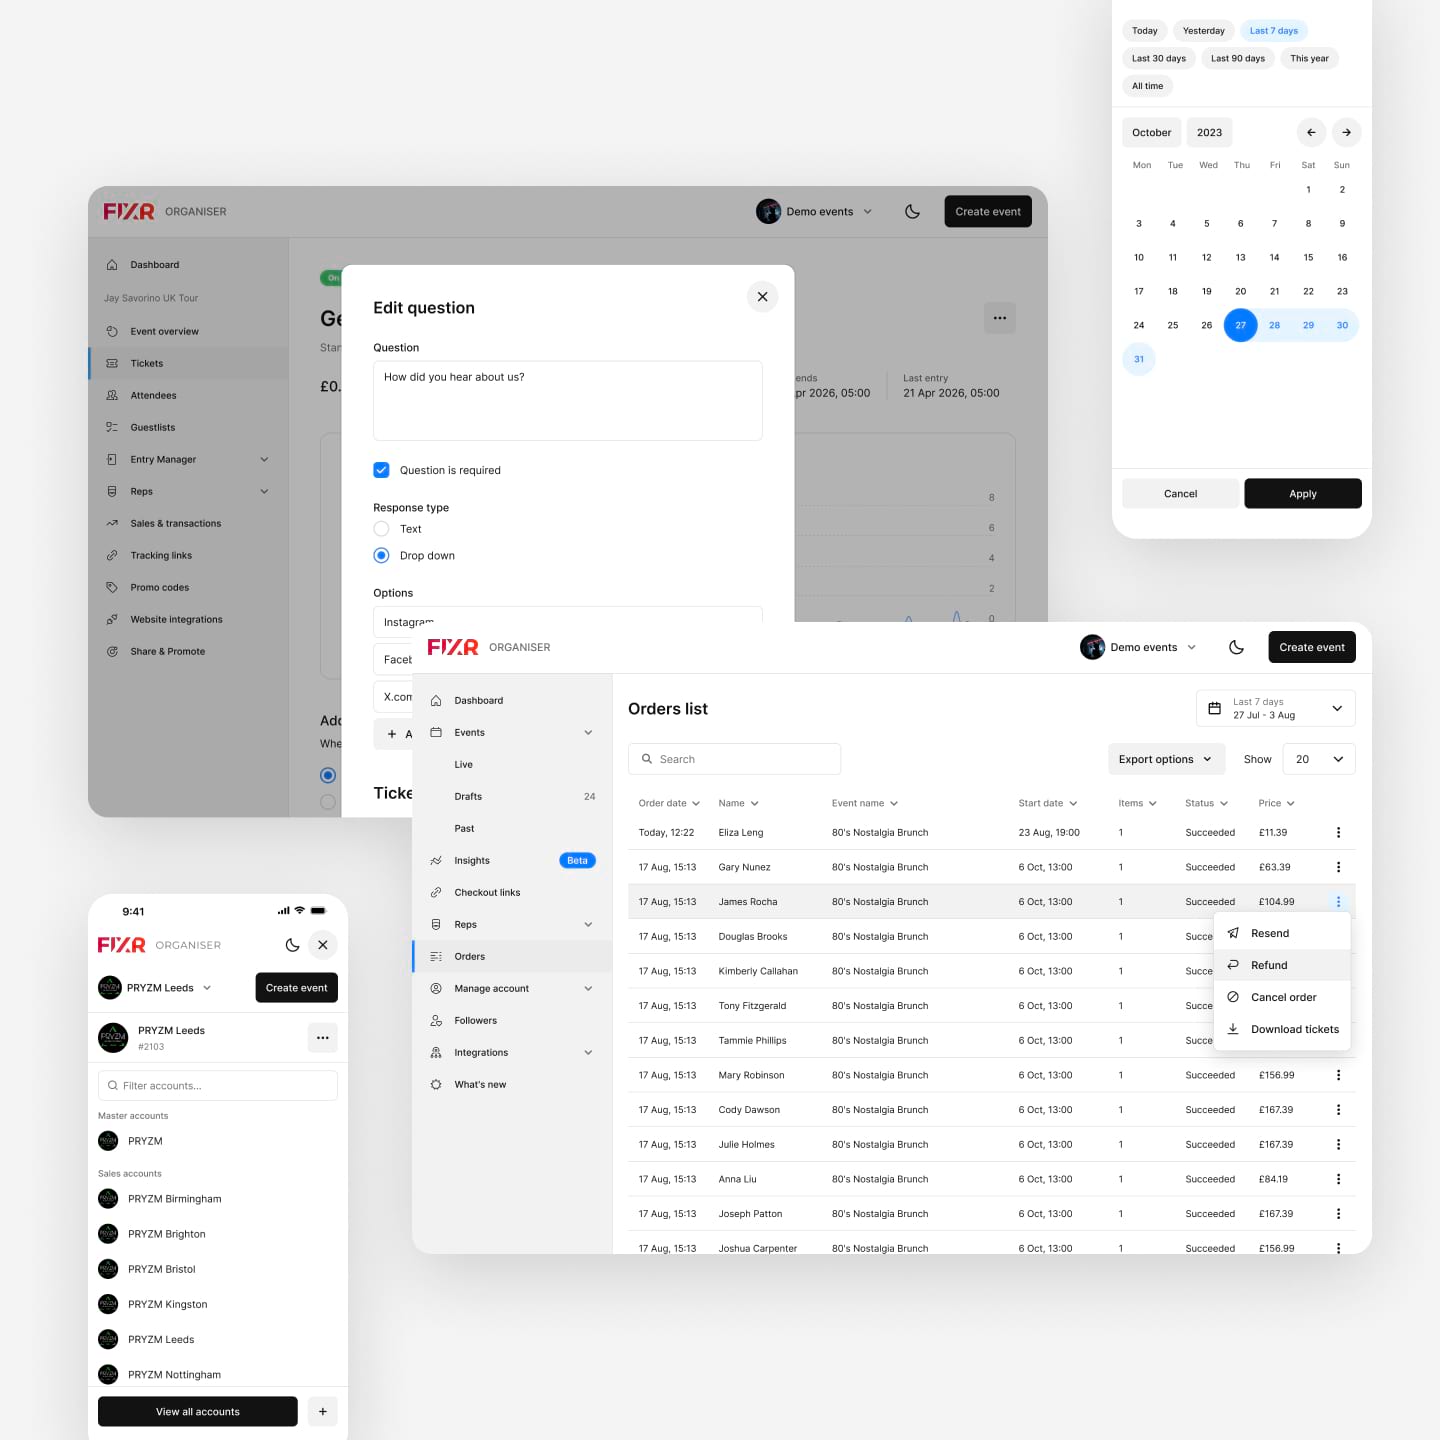 Today Yesterday Last 7 days
Last 30 days Last 90 days This year
All time
October 2023
Mon Tue Wed Thu Fri Sat Sun
1 2
3 4 5 6 7 8 9
10 11 12 13 14 15 16
17 18 19 20 21 22 23
24 25 26 27 28 29 30
31
Cancel Apply
FIXR ORGANISER
Demo events
Create event
Dashboard
Jay Savorino UK Tour
Event overview
Tickets
Attendees
Guestlists
Entry Manager
Reps
Sales & transactions
Tracking links
Promo codes
Website integrations
Share & Promote
On
Ge
Star
£0.
ends
pr 2026, 05:00
Last entry
21 Apr 2026, 05:00
8
6
4
2
0
Add
Whe
Edit question
Question
How did you hear about us?
Question is required
Response type
Text
Drop down
Options
Instagram
Faceb
X.com
+ A
Ticke
FIXR ORGANISER
Demo events
Create event
Dashboard
Events
Live
Drafts 24
Past
Insights Beta
Checkout links
Reps
Orders
Manage account
Followers
Integrations
What's new
Orders list
Last 7 days
27 Jul - 3 Aug
Search
Export options
Show 20
Order date Name Event name Start date Items Status Price
Today, 12:22 Eliza Leng 80's Nostalgia Brunch 23 Aug, 19:00 1 Succeeded £11.39
17 Aug, 15:13 Gary Nunez 80's Nostalgia Brunch 6 Oct, 13:00 1 Succeeded £63.39
17 Aug, 15:13 James Rocha 80's Nostalgia Brunch 6 Oct, 13:00 1 Succeeded £104.99
17 Aug, 15:13 Douglas Brooks 80's Nostalgia Brunch 6 Oct, 13:00 1 Succe
17 Aug, 15:13 Kimberly Callahan 80's Nostalgia Brunch 6 Oct, 13:00 1 Succe
17 Aug, 15:13 Tony Fitzgerald 80's Nostalgia Brunch 6 Oct, 13:00 1 Succe
17 Aug, 15:13 Tammie Phillips 80's Nostalgia Brunch 6 Oct, 13:00 1 Succe
17 Aug, 15:13 Mary Robinson 80's Nostalgia Brunch 6 Oct, 13:00 1 Succeeded £156.99
17 Aug, 15:13 Cody Dawson 80's Nostalgia Brunch 6 Oct, 13:00 1 Succeeded £167.39
17 Aug, 15:13 Julie Holmes 80's Nostalgia Brunch 6 Oct, 13:00 1 Succeeded £167.39
17 Aug, 15:13 Anna Liu 80's Nostalgia Brunch 6 Oct, 13:00 1 Succeeded £84.19
17 Aug, 15:13 Joseph Patton 80's Nostalgia Brunch 6 Oct, 13:00 1 Succeeded £167.39
17 Aug, 15:13 Joshua Carpenter 80's Nostalgia Brunch 6 Oct, 13:00 1 Succeeded £156.99
Resend
Refund
Cancel order
Download tickets
9:41
FIXR ORGANISER
PRYZM Leeds
Create event
PRYZM
PRYZM Leeds
#2103
Filter accounts...
Master accounts
PRYZM
Sales accounts
PRYZM Birmingham
PRYZM Brighton
PRYZM Bristol
PRYZM Kingston
PRYZM Leeds
PRYZM Nottingham
View all accounts +